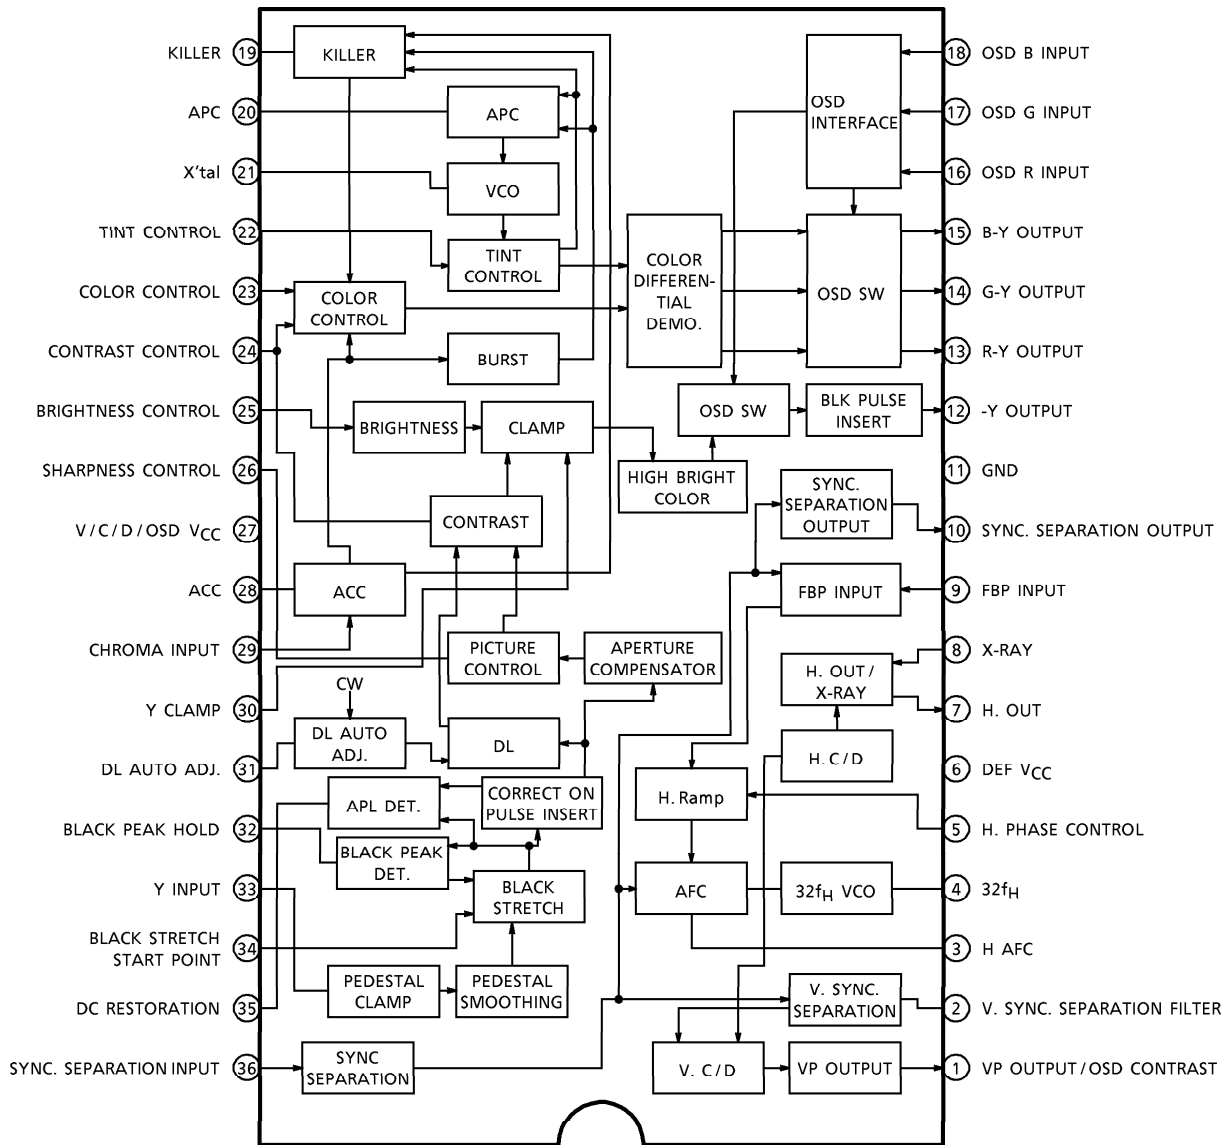 KILLER 19
KILLER
18 OSD B INPUT
APC 20
APC
OSD
INTERFACE
17 OSD G INPUT
X'tal 21
VCO
16 OSD R INPUT
TINT CONTROL 22
TINT
CONTROL
COLOR
DIFFEREN-
TIAL
DEMO.
OSD SW
15 B-Y OUTPUT
COLOR CONTROL 23
COLOR
CONTROL
14 G-Y OUTPUT
CONTRAST CONTROL 24
BURST
13 R-Y OUTPUT
BRIGHTNESS CONTROL 25
BRIGHTNESS
CLAMP
OSD SW
BLK PULSE
INSERT
12 -Y OUTPUT
SHARPNESS CONTROL 26
HIGH BRIGHT
COLOR
SYNC.
SEPARATION
OUTPUT
11 GND
V/C/D/OSD VCC 27
CONTRAST
10 SYNC. SEPARATION OUTPUT
ACC 28
ACC
FBP INPUT
9 FBP INPUT
CHROMA INPUT 29
PICTURE
CONTROL
APERTURE
COMPENSATOR
H. OUT/
X-RAY
8 X-RAY
CW
Y CLAMP 30
7 H. OUT
DL AUTO
ADJ.
DL
H. C/D
DL AUTO ADJ. 31
6 DEF VCC
APL DET.
CORRECT ON
PULSE INSERT
H. Ramp
BLACK PEAK HOLD 32
5 H. PHASE CONTROL
BLACK PEAK
DET.
Y INPUT 33
BLACK
STRETCH
AFC
32fH VCO
4 32fH
BLACK STRETCH
START POINT 34
3 H AFC
PEDESTAL
CLAMP
PEDESTAL
SMOOTHING
V. SYNC.
SEPARATION
DC RESTORATION 35
2 V. SYNC. SEPARATION FILTER
SYNC. SEPARATION INPUT 36
SYNC
SEPARATION
V. C/D
VP OUTPUT
1 VP OUTPUT/OSD CONTRAST